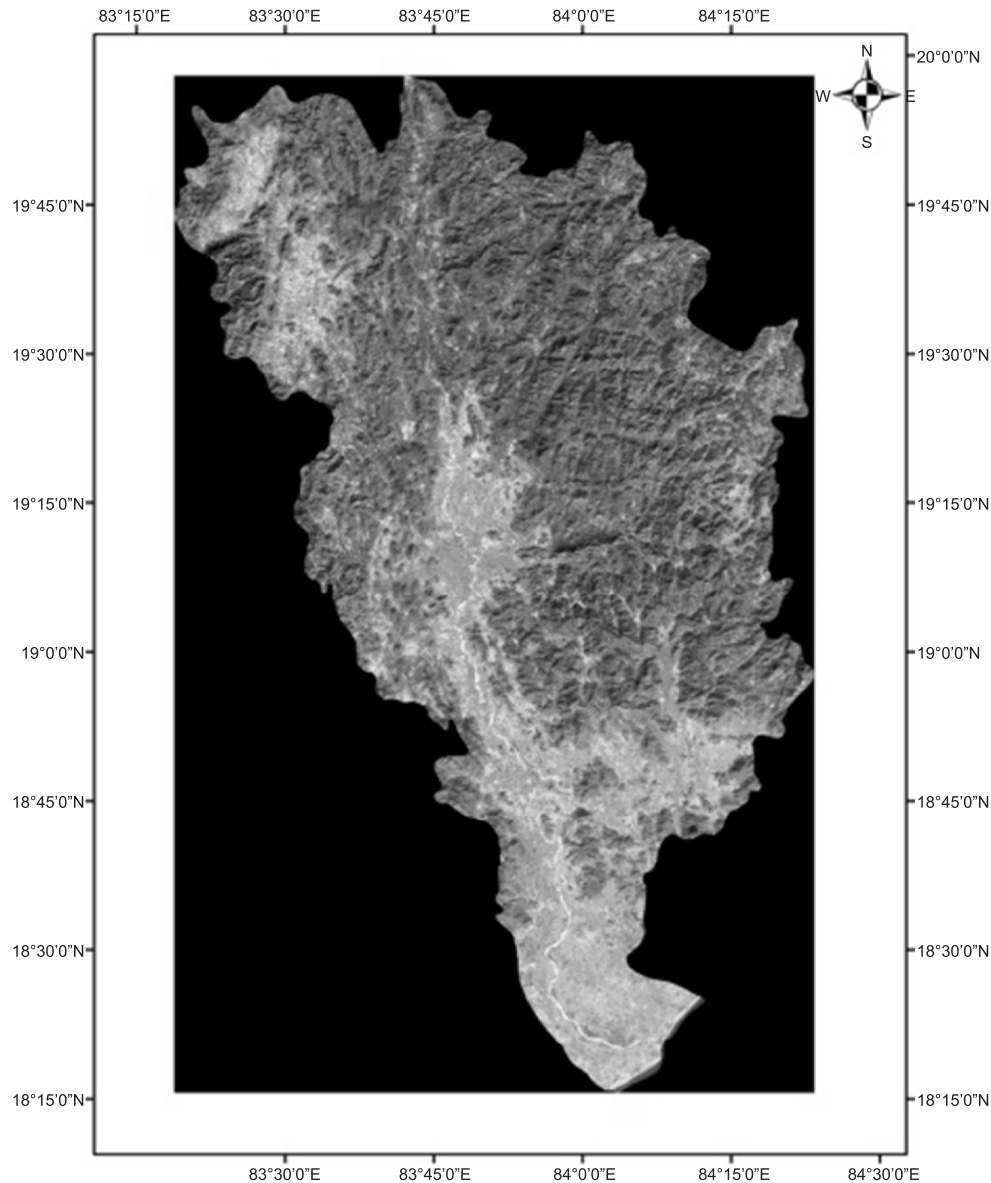 83°15’0”E 83°30’0”E 83°45’0”E 84°0’0”E 84°15’0”E
N
20°0’0”N
W E
S
19°45’0”N 19°45’0”N
19°30’0”N 19°30’0”N
19°15’0”N 19°15’0”N
19°0’0”N 19°0’0”N
18°45’0”N 18°45’0”N
18°30’0”N 18°30’0”N
18°15’0”N 18°15’0”N
83°30’0”E 83°45’0”E 84°0’0”E 84°15’0”E 84°30’0”E